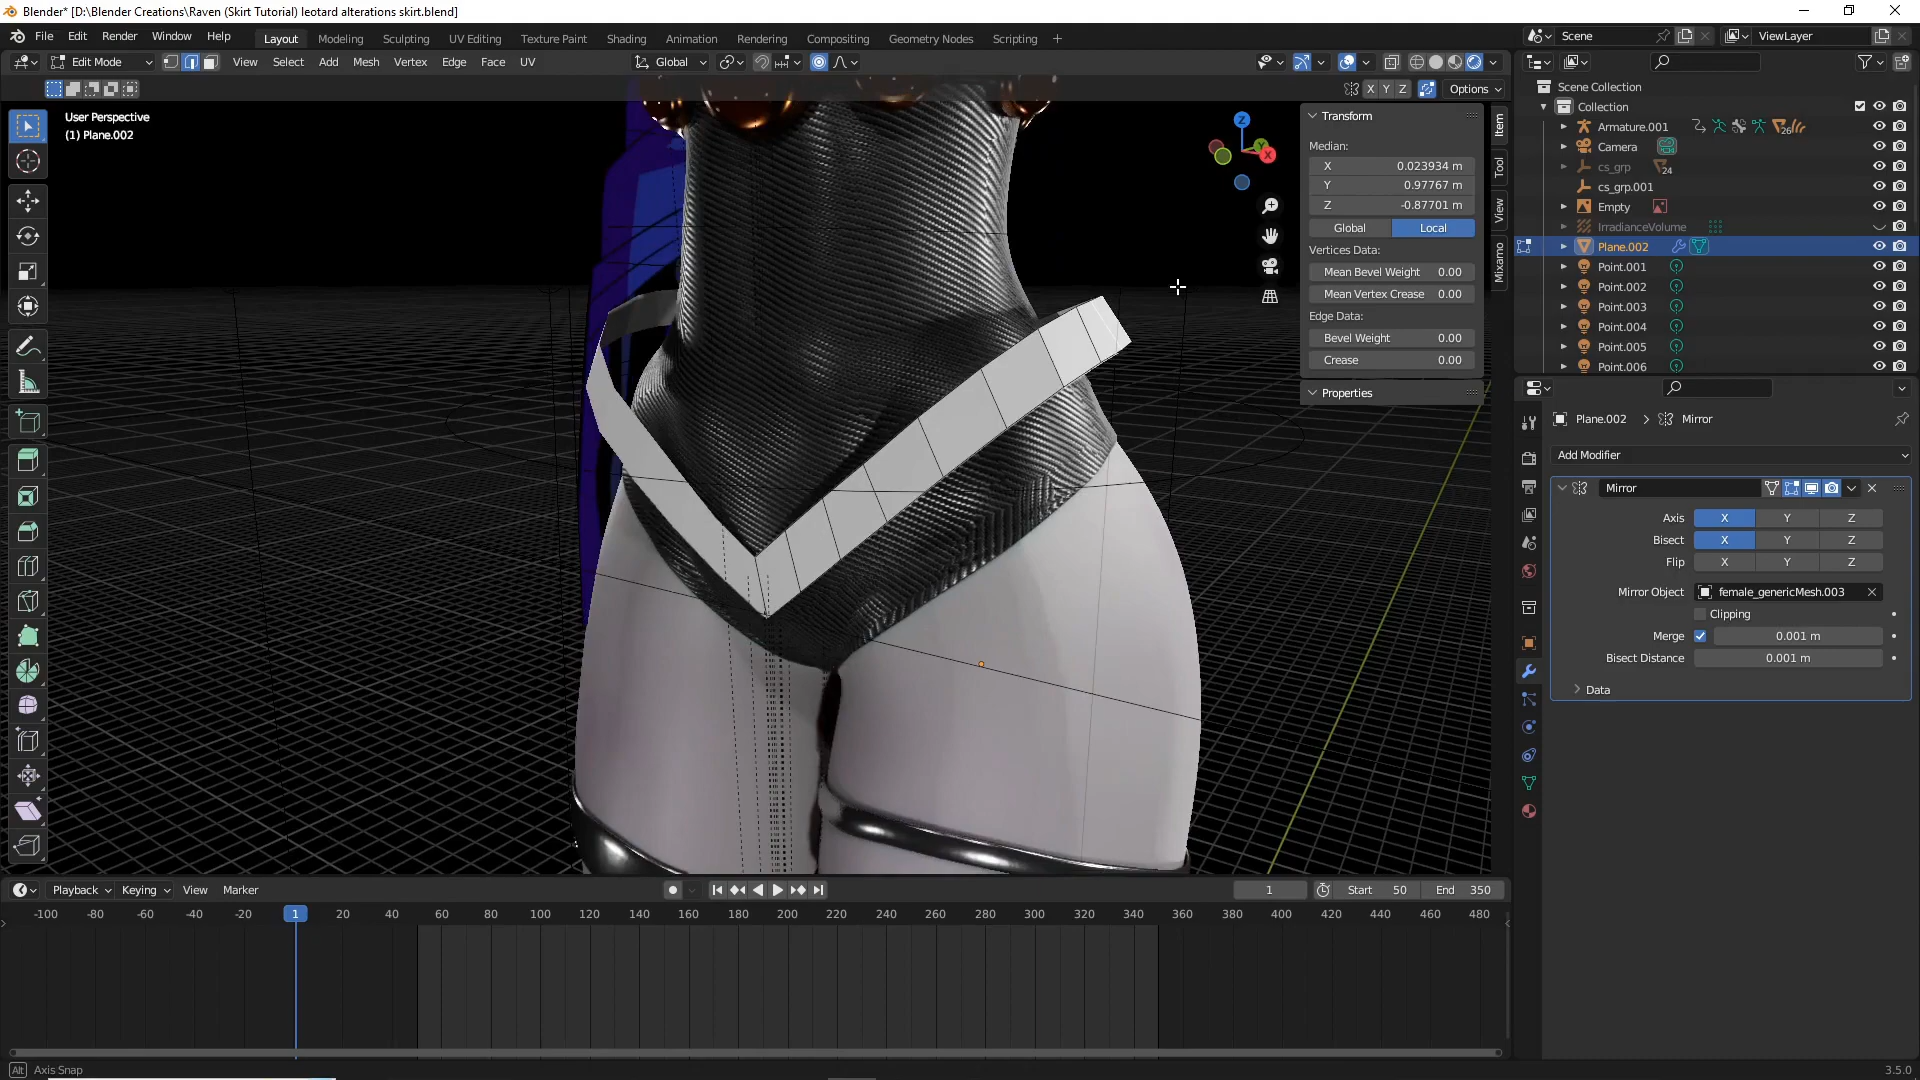 Blender* [D:\Blender Creations\Raven (Skirt Tutorial) leotard alterations skirt.blend]
File Edit Render Window Help Layout Modeling Sculpting UV Editing Texture Paint Shading Animation Rendering Compositing Geometry Nodes Scripting + Scene ViewLayer
Edit Mode View Select Add Mesh Vertex Edge Face UV Global
X Y Z Options
User Perspective
(1) Plane.002
Z
Y
X
Transform
Median:
X 0.023934 m
Y 0.97767 m
Z -0.87701 m
Global Local
Vertices Data:
Mean Bevel Weight 0.00
Mean Vertex Crease 0.00
Edge Data:
Bevel Weight 0.00
Crease 0.00
Properties
Item
Tool
View
Mixamo
Scene Collection
Collection
Armature.001 26
Camera
cs_grp 24
cs_grp.001
Empty
IrradianceVolume
Plane.002
Point.001
Point.002
Point.003
Point.004
Point.005
Point.006
Plane.002 > Mirror
Add Modifier
Mirror
Axis X Y Z
Bisect X Y Z
Flip X Y Z
Mirror Object female_genericMesh.003
Clipping
Merge 0.001 m
Bisect Distance 0.001 m
Data
Playback Keying View Marker 1 Start 50 End 350
-100 -80 -60 -40 -20 1 20 40 60 80 100 120 140 160 180 200 220 240 260 280 300 320 340 360 380 400 420 440 460 480
Alt Axis Snap 3.5.0